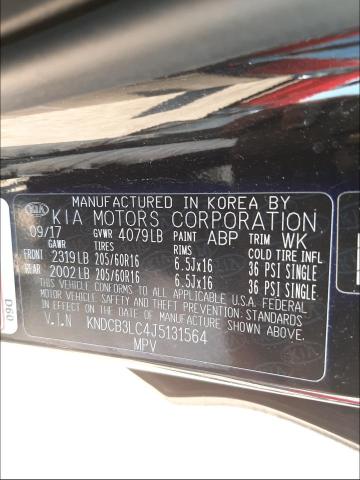 MANUFACTURED IN KOREA BY
KIA KIA MOTORS CORPORATION
09/17 GVWR 4079LB PAINT ABP TRIM WK
GAWR TIRES RIMS COLD TIRE INFL
FRONT 2319LB 205/60R16 6.5Jx16 36 PSI SINGLE
REAR 2002LB 205/60R16 6.5Jx16 36 PSI SINGLE
THIS VEHICLE CONFORMS TO ALL APPLICABLE U.S.A FEDERAL
MOTOR VEHICLE SAFETY AND THEFT PREVENTION STANDARDS
IN EFFECT ON THE DATE OF MANUFACTURE SHOWN ABOVE.
V.I.N KNDCB3LC4J5131564
MPV
D60